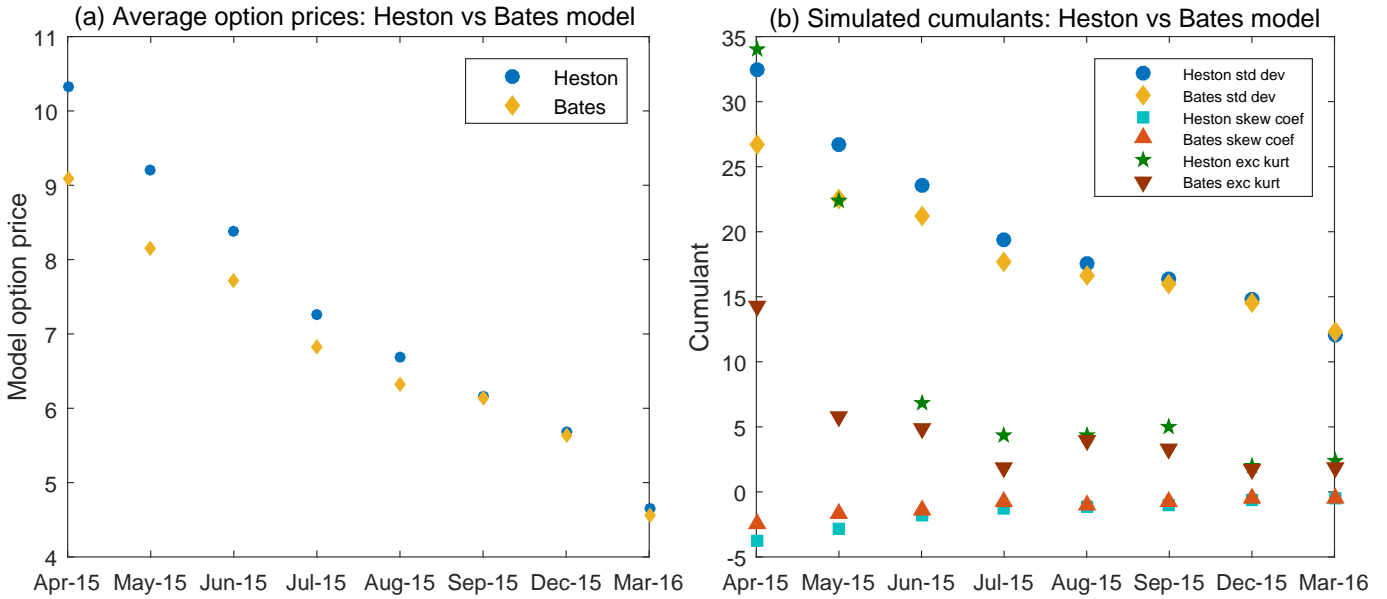 (a) Average option prices: Heston vs Bates model
11
10
9
8
7
6
5
4
Model option price
Heston
Bates
Apr-15 May-15 Jun-15 Jul-15 Aug-15 Sep-15 Dec-15 Mar-16
(b) Simulated cumulants: Heston vs Bates model
35
30
25
20
15
10
5
0
-5
Cumulant
Heston std dev
Bates std dev
Heston skew coef
Bates skew coef
Heston exc kurt
Bates exc kurt
Apr-15 May-15 Jun-15 Jul-15 Aug-15 Sep-15 Dec-15 Mar-16